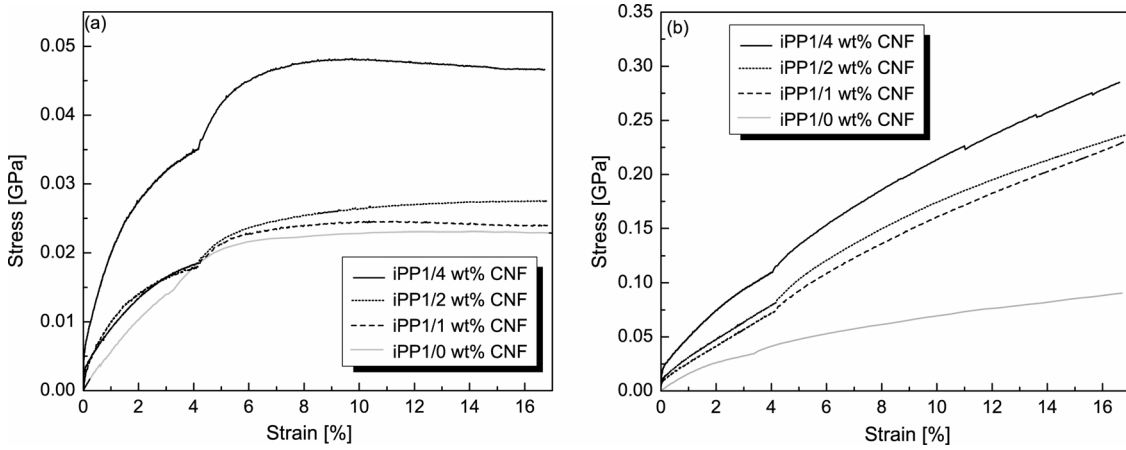 (a)
0.05
0.04
0.03
0.02
0.01
0.00
Stress [GPa]
iPP1/4 wt% CNF
iPP1/2 wt% CNF
iPP1/1 wt% CNF
iPP1/0 wt% CNF
0 2 4 6 8 10 12 14 16
Strain [%]
(b)
0.35
0.30
0.25
0.20
0.15
0.10
0.05
0.00
Stress [GPa]
iPP1/4 wt% CNF
iPP1/2 wt% CNF
iPP1/1 wt% CNF
iPP1/0 wt% CNF
0 2 4 6 8 10 12 14 16
Strain [%]